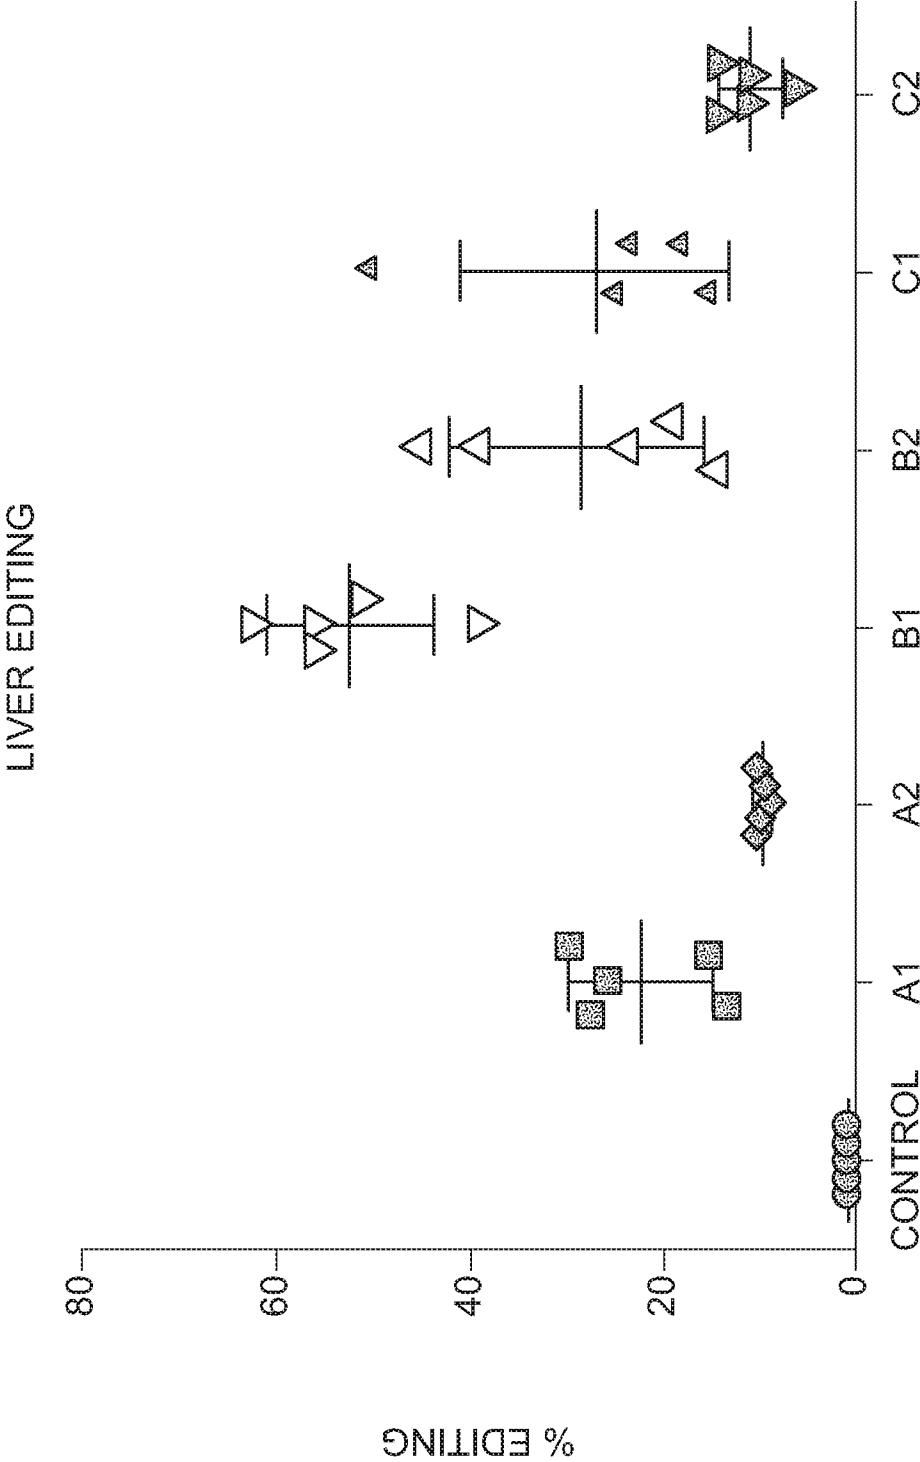 LIVER EDITING
% EDITING
80
60
40
20
0
CONTROL
A1
A2
B1
B2
C1
C2